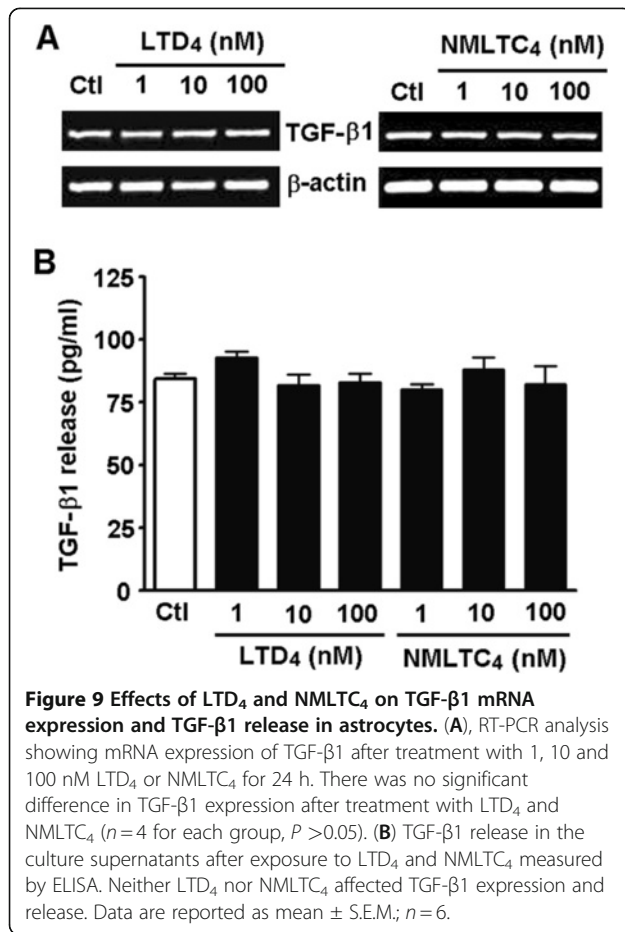 A
LTD4 (nM)
NMLTC4 (nM)
Ctl 1 10 100
Ctl 1 10 100
TGF-β1
β-actin
B
TGF-β1 release (pg/ml)
125
100
75
50
25
0
Ctl 1 10 100 1 10 100
LTD4 (nM) NMLTC4 (nM)
Figure 9 Effects of LTD4 and NMLTC4 on TGF-β1 mRNA
expression and TGF-β1 release in astrocytes. (A), RT-PCR analysis
showing mRNA expression of TGF-β1 after treatment with 1, 10 and
100 nM LTD4 or NMLTC4 for 24 h. There was no significant
difference in TGF-β1 expression after treatment with LTD4 and
NMLTC4 (n = 4 for each group, P >0.05). (B) TGF-β1 release in the
culture supernatants after exposure to LTD4 and NMLTC4 measured
by ELISA. Neither LTD4 nor NMLTC4 affected TGF-β1 expression and
release. Data are reported as mean ± S.E.M.; n = 6.